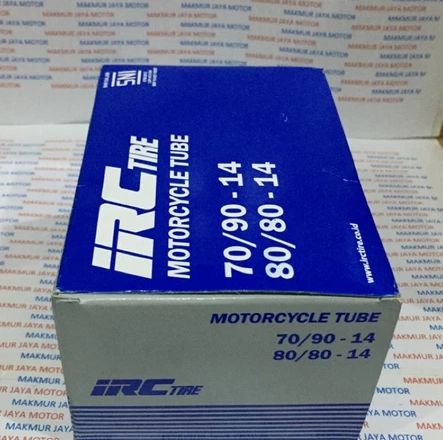 SNI
IRC TIRE
MOTORCYCLE TUBE
70/90 - 14
80/80 - 14
www.irctire.co.id
MOTORCYCLE TUBE
70/90 - 14
80/80 - 14
IRC TIRE
MAKMUR JAYA MOTOR